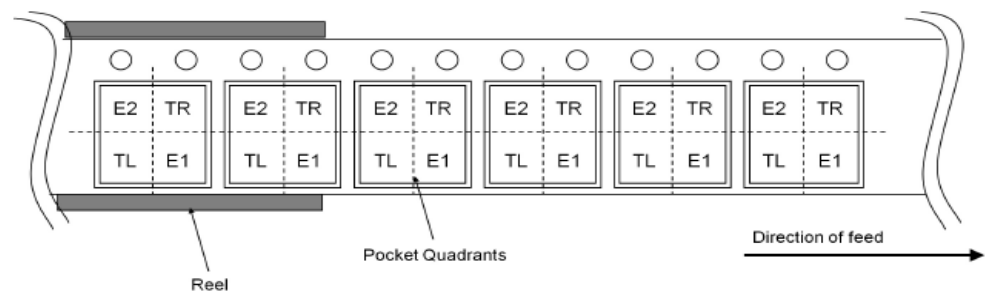 E2 TR E2 TR E2 TR E2 TR E2 TR E2 TR
TL E1 TL E1 TL E1 TL E1 TL E1 TL E1
Direction of feed
Pocket Quadrants
Reel